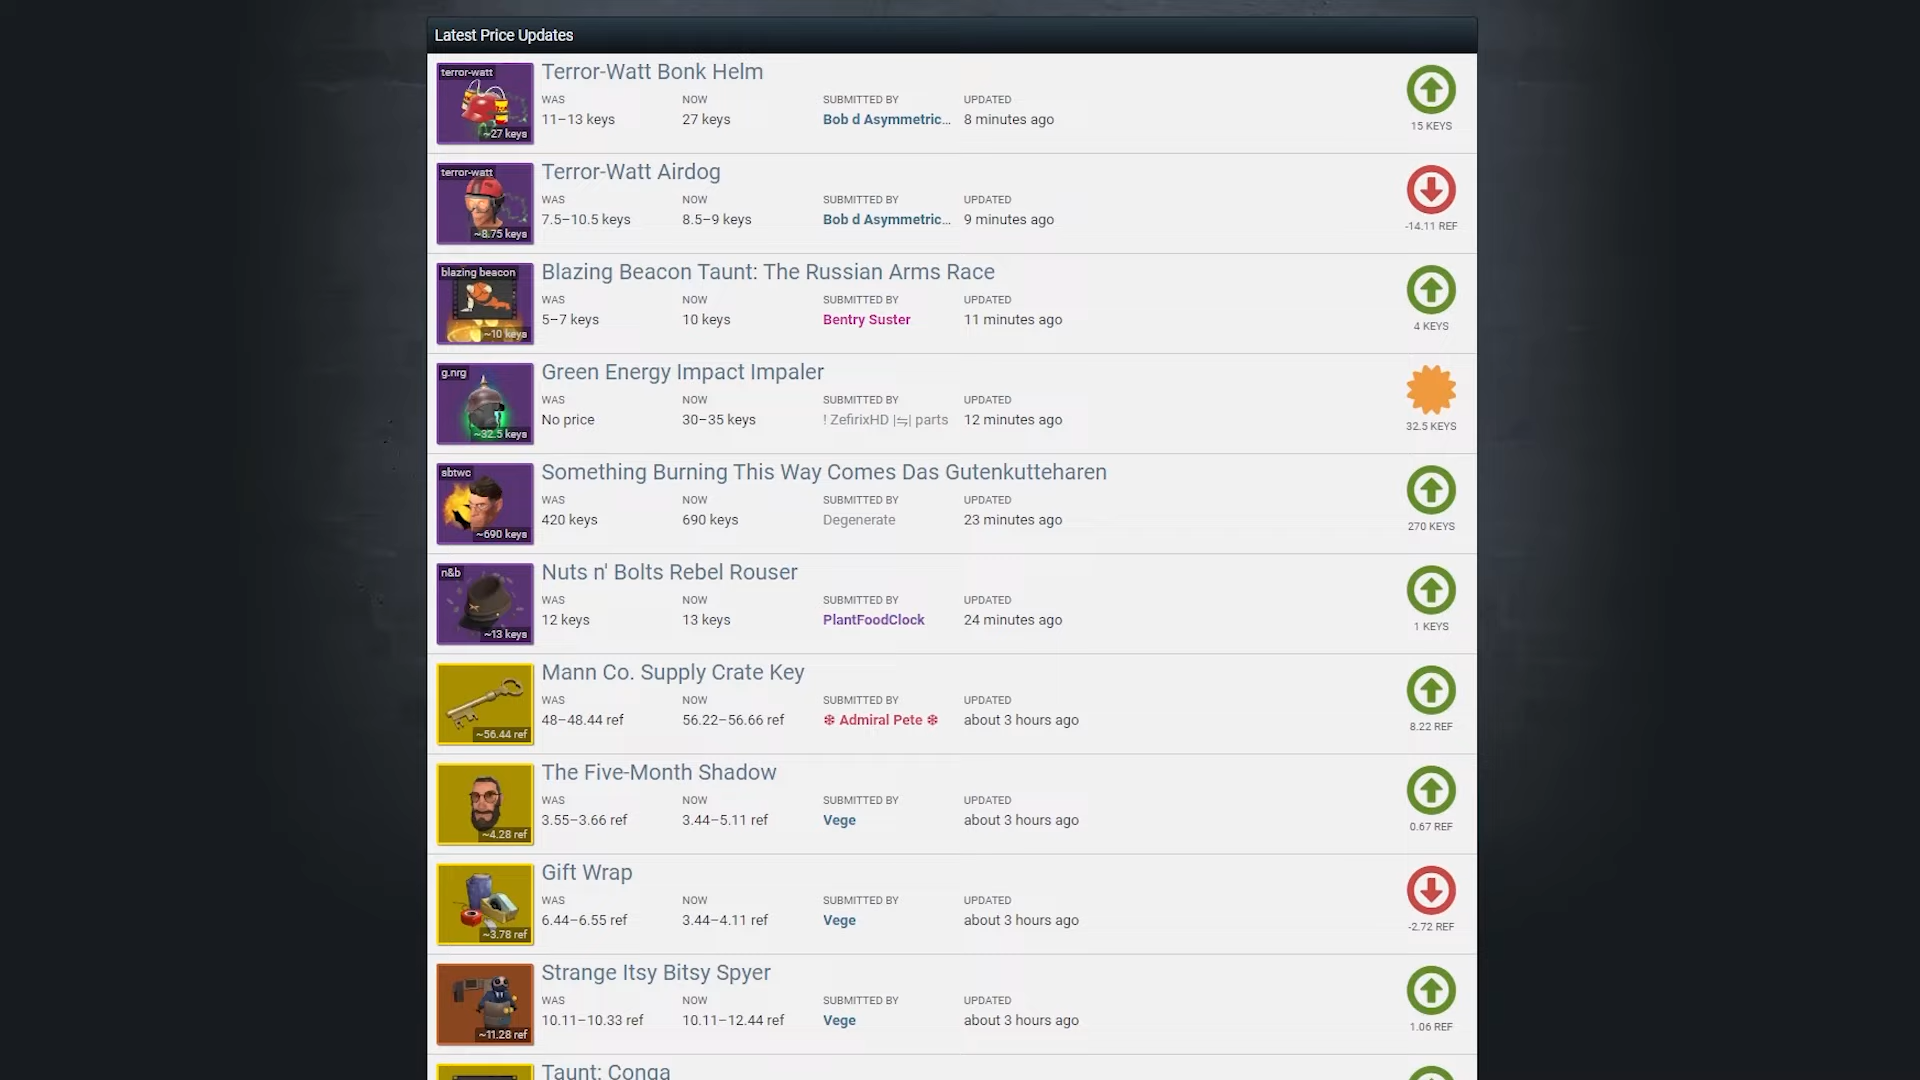 Latest Price Updates
terror-watt
~27 keys
Terror-Watt Bonk Helm
WAS NOW SUBMITTED BY UPDATED
11–13 keys 27 keys Bob d Asymmetric... 8 minutes ago
15 KEYS
terror-watt
~8.75 keys
Terror-Watt Airdog
WAS NOW SUBMITTED BY UPDATED
7.5–10.5 keys 8.5–9 keys Bob d Asymmetric... 9 minutes ago
-14.11 REF
blazing beacon
~10 keys
Blazing Beacon Taunt: The Russian Arms Race
WAS NOW SUBMITTED BY UPDATED
5–7 keys 10 keys Bentry Suster 11 minutes ago
4 KEYS
g.nrg
~32.5 keys
Green Energy Impact Impaler
WAS NOW SUBMITTED BY UPDATED
No price 30–35 keys ! ZefirixHD |⇋| parts 12 minutes ago
32.5 KEYS
sbtwc
~690 keys
Something Burning This Way Comes Das Gutenkutteharen
WAS NOW SUBMITTED BY UPDATED
420 keys 690 keys Degenerate 23 minutes ago
270 KEYS
n&b
~13 keys
Nuts n' Bolts Rebel Rouser
WAS NOW SUBMITTED BY UPDATED
12 keys 13 keys PlantFoodClock 24 minutes ago
1 KEYS
~56.44 ref
Mann Co. Supply Crate Key
WAS NOW SUBMITTED BY UPDATED
48–48.44 ref 56.22–56.66 ref ❄ Admiral Pete ❄ about 3 hours ago
8.22 REF
~4.28 ref
The Five-Month Shadow
WAS NOW SUBMITTED BY UPDATED
3.55–3.66 ref 3.44–5.11 ref Vege about 3 hours ago
0.67 REF
~3.78 ref
Gift Wrap
WAS NOW SUBMITTED BY UPDATED
6.44–6.55 ref 3.44–4.11 ref Vege about 3 hours ago
-2.72 REF
~11.28 ref
Strange Itsy Bitsy Spyer
WAS NOW SUBMITTED BY UPDATED
10.11–10.33 ref 10.11–12.44 ref Vege about 3 hours ago
1.06 REF
Taunt: Conga